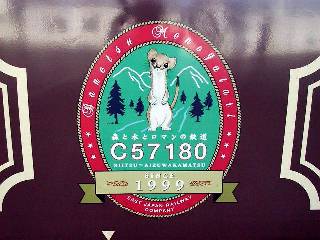 Banetsu Monogatari
森と水とロマンの鉄道
C57180
NIITSU~AIZUWAKAMATSU
SINCE
1999
EAST JAPAN RAILWAY
COMPANY